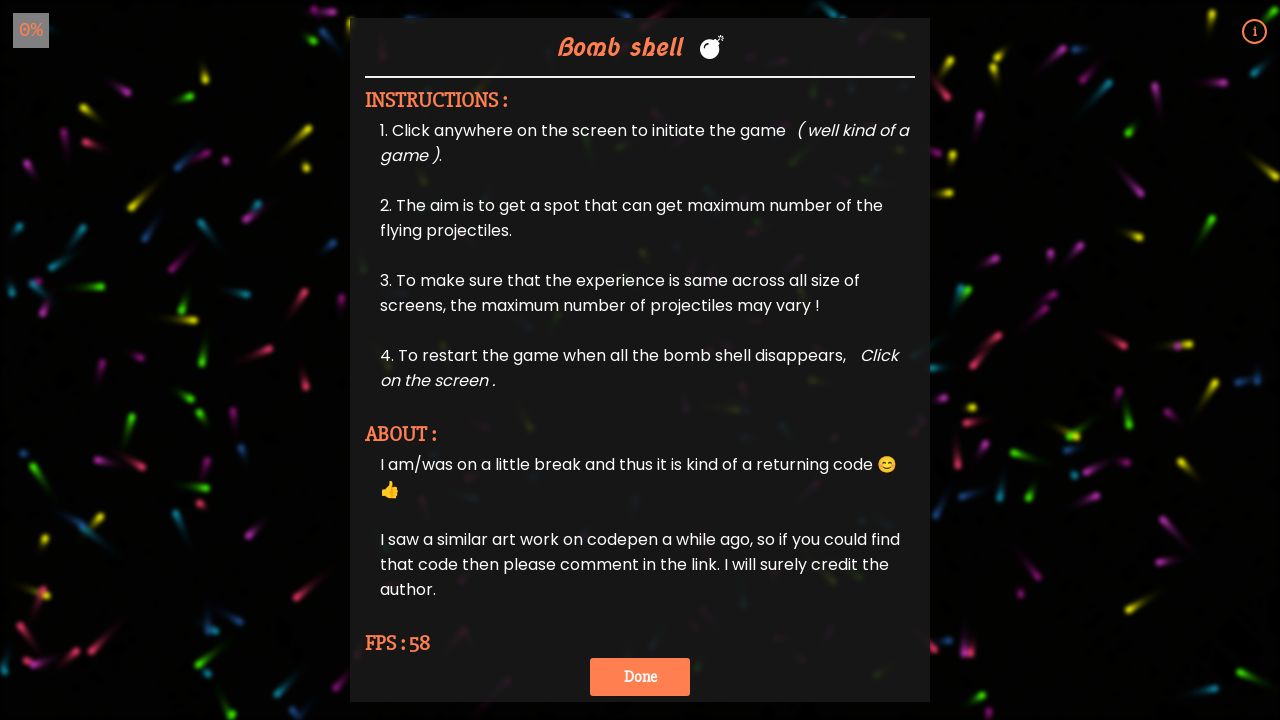 0%
Bomb shell 💣
i
INSTRUCTIONS :
1. Click anywhere on the screen to initiate the game ( well kind of a
game ).
2. The aim is to get a spot that can get maximum number of the
flying projectiles.
3. To make sure that the experience is same across all size of
screens, the maximum number of projectiles may vary !
4. To restart the game when all the bomb shell disappears, Click
on the screen .
ABOUT :
I am/was on a little break and thus it is kind of a returning code 😊
👍
I saw a similar art work on codepen a while ago, so if you could find
that code then please comment in the link. I will surely credit the
author.
FPS : 58
Done